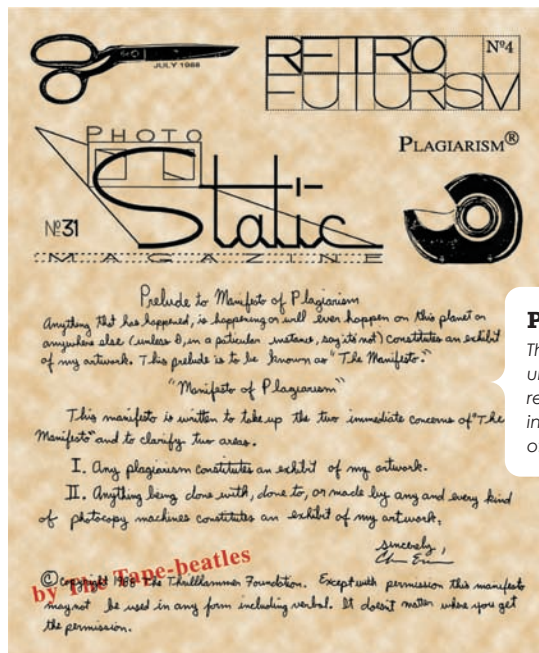 JULY 1988
RETRO Nº4
FUTURISM
PHOTO
Static
Nº31
MAGAZINE
PLAGIARISM®
Prelude to Manifesto of Plagiarism
Anything that has happened, is happening or will ever happen on this planet or
anywhere else (unless I, in a particular instance, say it's not) constitutes an exhibit
of my artwork. This prelude is to be known as "The Manifesto."
"Manifesto of Plagiarism"
This manifesto is written to take up the two immediate concerns of "The
Manifesto" and to clarify two areas.
I. Any plagiarism constitutes an exhibit of my artwork.
II. Anything being done with, done to, or made by any and every kind
of photocopy machines constitutes an exhibit of my artwork.
Sincerely,
by The Tape-beatles
© Copyright 1988 The Thrillhammer Foundation. Except with permission this manifesto
may not be used in any form including verbal. It doesn't matter where you get
the permission.